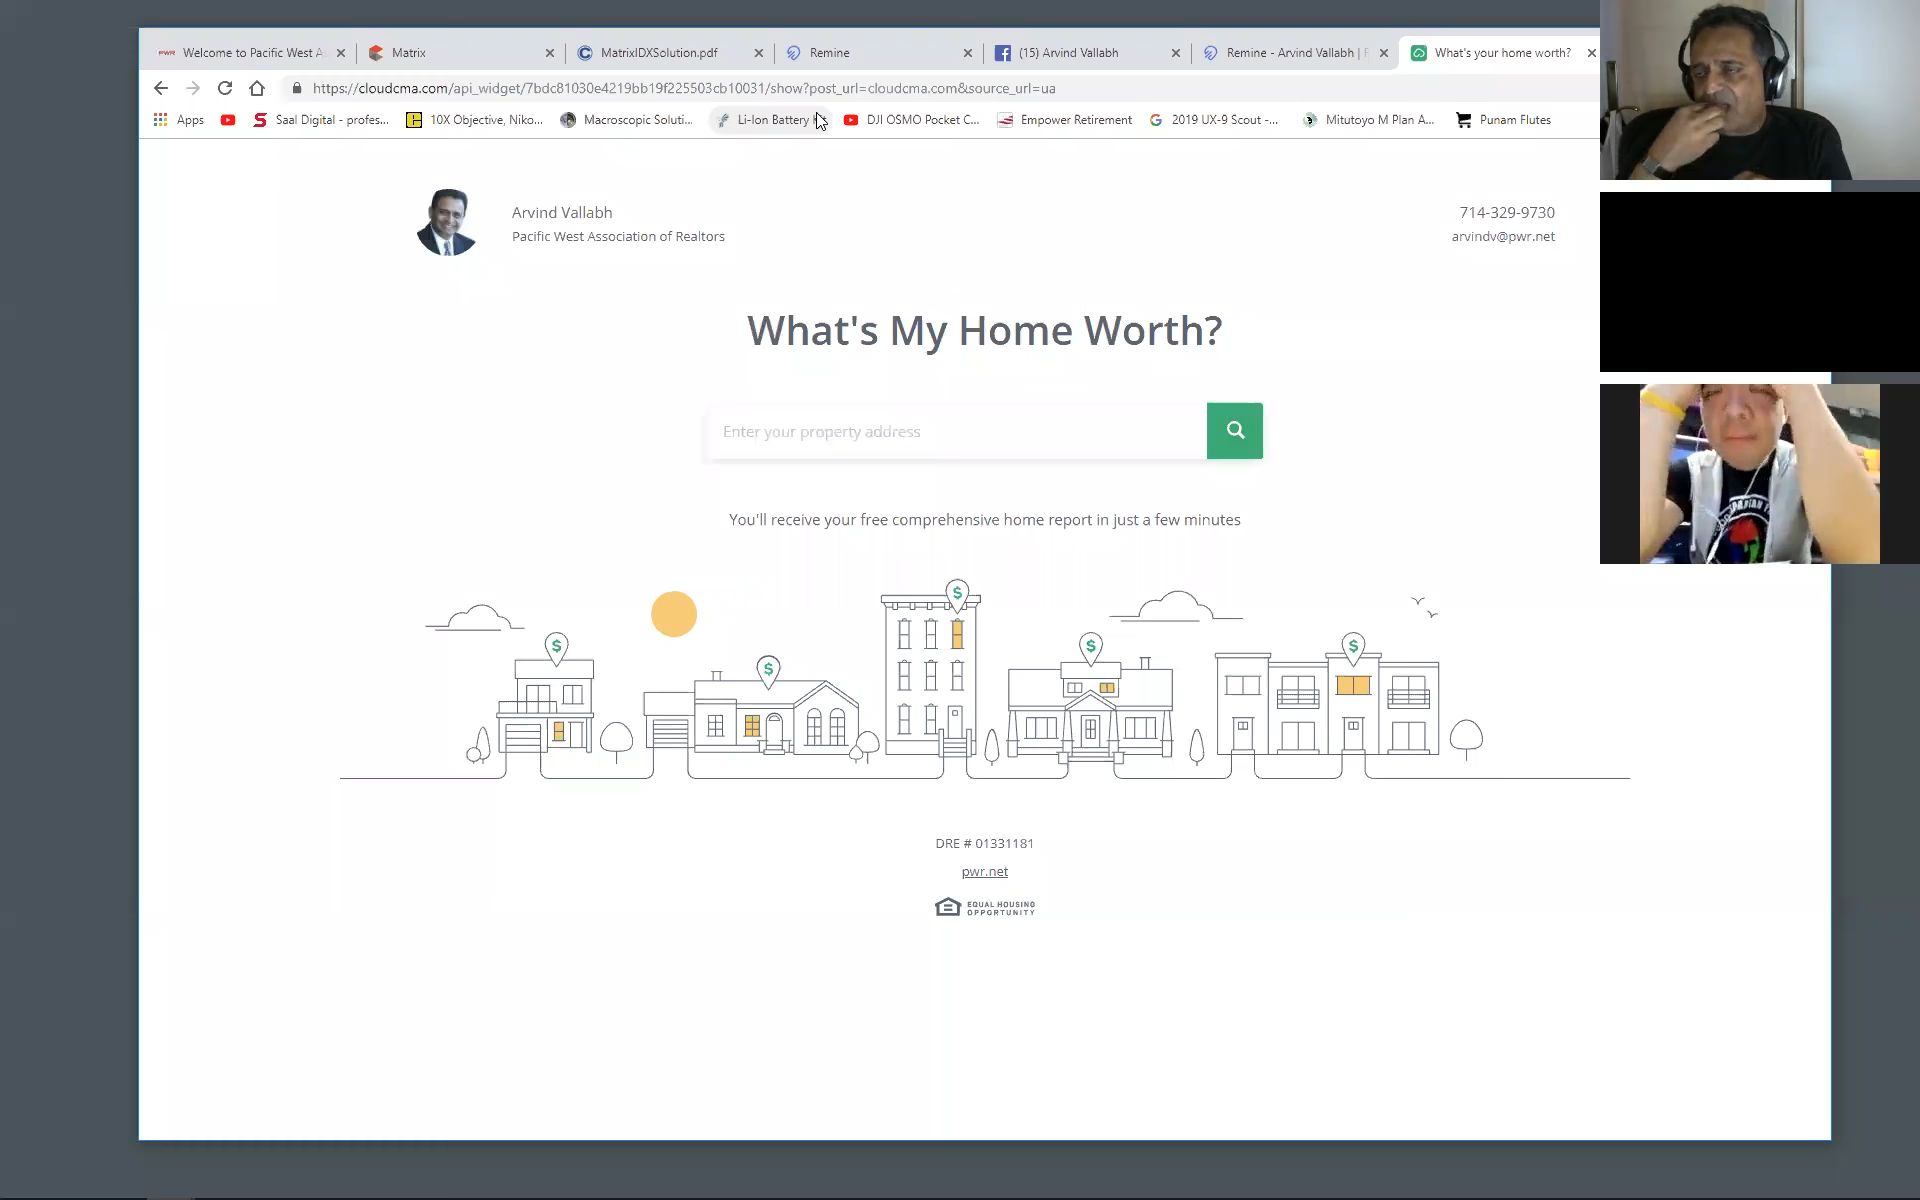 PWR Welcome to Pacific West A
Matrix
MatrixIDXSolution.pdf
Remine
(15) Arvind Vallabh
Remine - Arvind Vallabh |
What's your home worth?
https://cloudcma.com/api_widget/7bdc81030e4219bb19f225503cb10031/show?post_url=cloudcma.com&source_url=ua
Apps
Saal Digital - profes...
10X Objective, Niko...
Macroscopic Soluti...
Li-Ion Battery
DJI OSMO Pocket C...
Empower Retirement
2019 UX-9 Scout -...
Mitutoyo M Plan A...
Punam Flutes
Arvind Vallabh
Pacific West Association of Realtors
714-329-9730
arvindv@pwr.net
What's My Home Worth?
Enter your property address
You'll receive your free comprehensive home report in just a few minutes
$
$
$
$
$
DRE # 01331181
pwr.net
EQUAL HOUSING
OPPORTUNITY